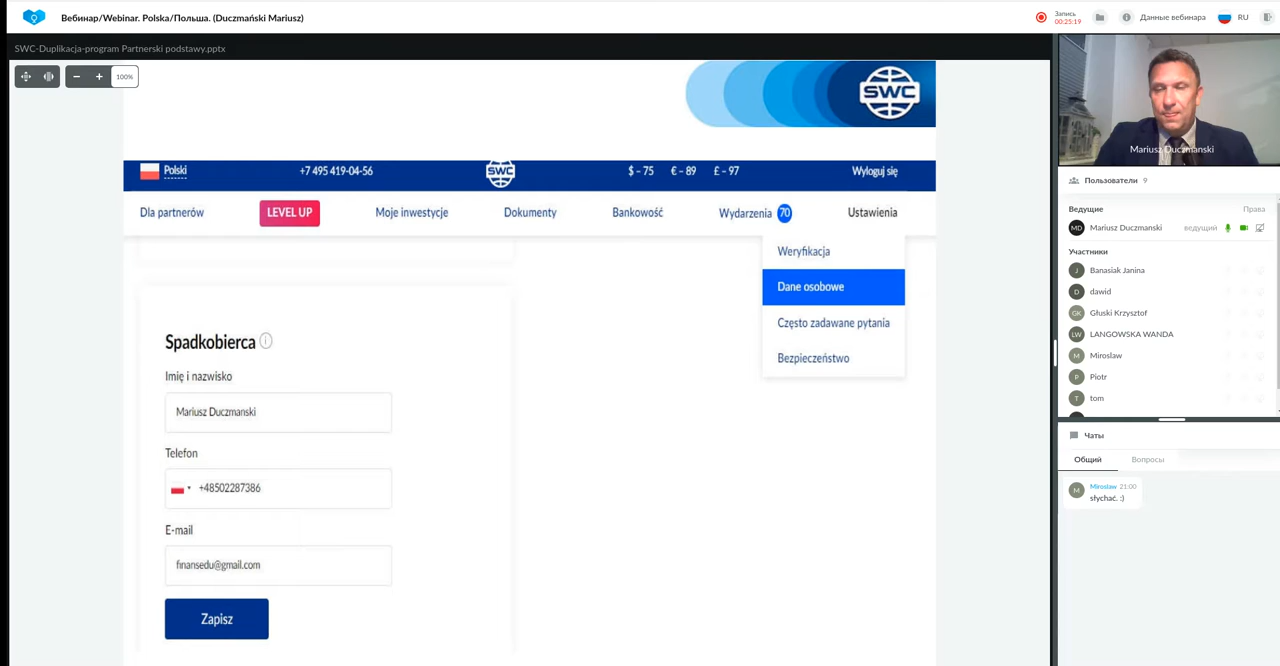 Вебинар/Webinar. Polska/Польша. (Duczmański Mariusz)
Запись
00:25:19
Данные вебинара
RU
SWC-Duplikacja-program Partnerski podstawy.pptx
100%
SWC
Polski
+7 495 419-04-56
SWC
$ – 75
€ – 89
£ – 97
Wyloguj się
Dla partnerów
LEVEL UP
Moje inwestycje
Dokumenty
Bankowość
Wydarzenia 70
Ustawienia
Weryfikacja
Dane osobowe
Często zadawane pytania
Bezpieczeństwo
Spadkobierca
Imię i nazwisko
Mariusz Duczmanski
Telefon
+48502287386
E-mail
finansedu@gmail.com
Zapisz
Mariusz Duczmanski
Пользователи 9
Ведущие
Права
MD Mariusz Duczmanski ведущий
Участники
J Banasiak Janina
D dawid
GK Głuski Krzysztof
LW LANGOWSKA WANDA
M Miroslaw
P Piotr
T tom
Чаты
Общий
Вопросы
M Miroslaw 21:00
słychać. :)